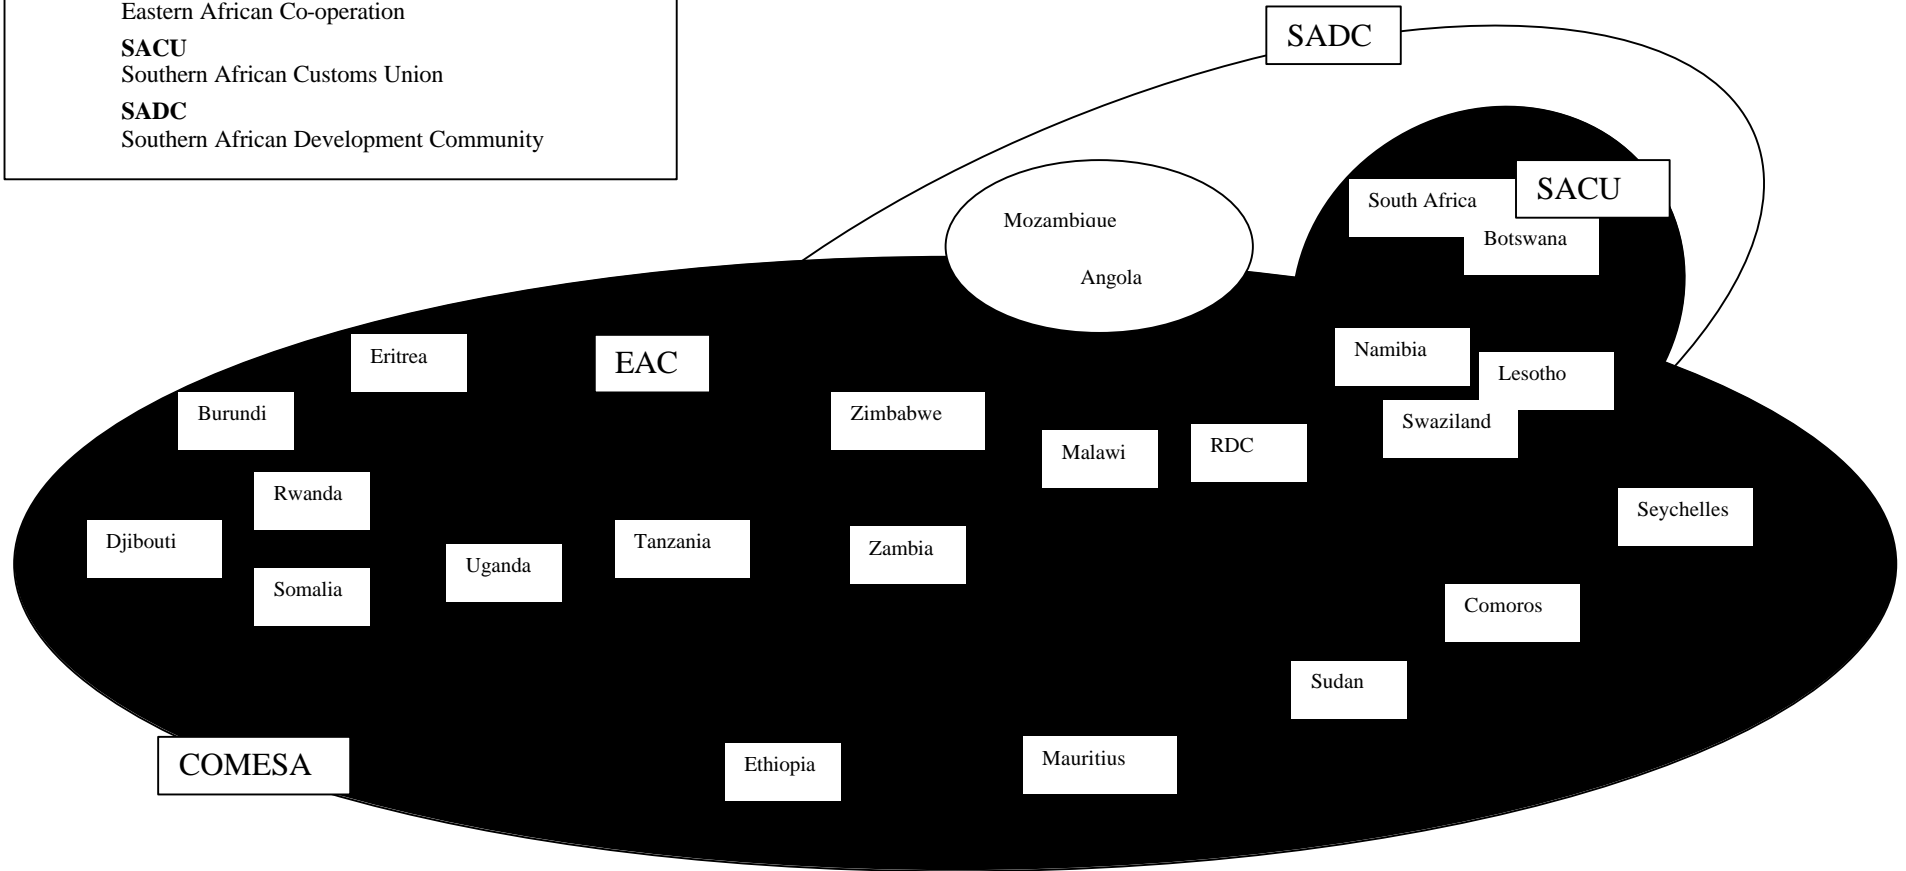 Eastern African Co-operation
SACU
Southern African Customs Union
SADC
Southern African Development Community
SADC
SACU
South Africa
Botswana
Mozambique
Angola
Eritrea
EAC
Namibia
Lesotho
Burundi
Zimbabwe
Swaziland
Malawi
RDC
Rwanda
Seychelles
Djibouti
Tanzania
Zambia
Uganda
Somalia
Comoros
Sudan
COMESA
Ethiopia
Mauritius